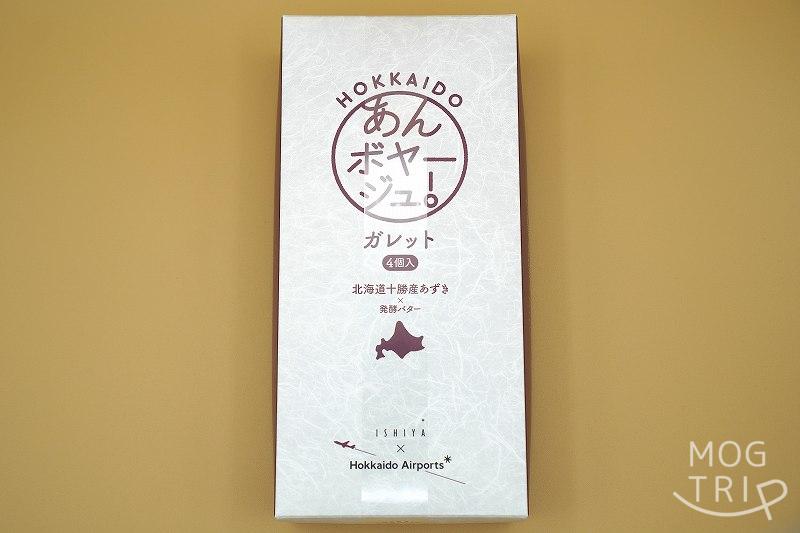 HOKKAIDO
あん
ボヤー
ジュ。
ガレット
4個入
北海道十勝産あずき
×
発酵バター
ISHIYA
×
Hokkaido Airports*
MOG
TRIP